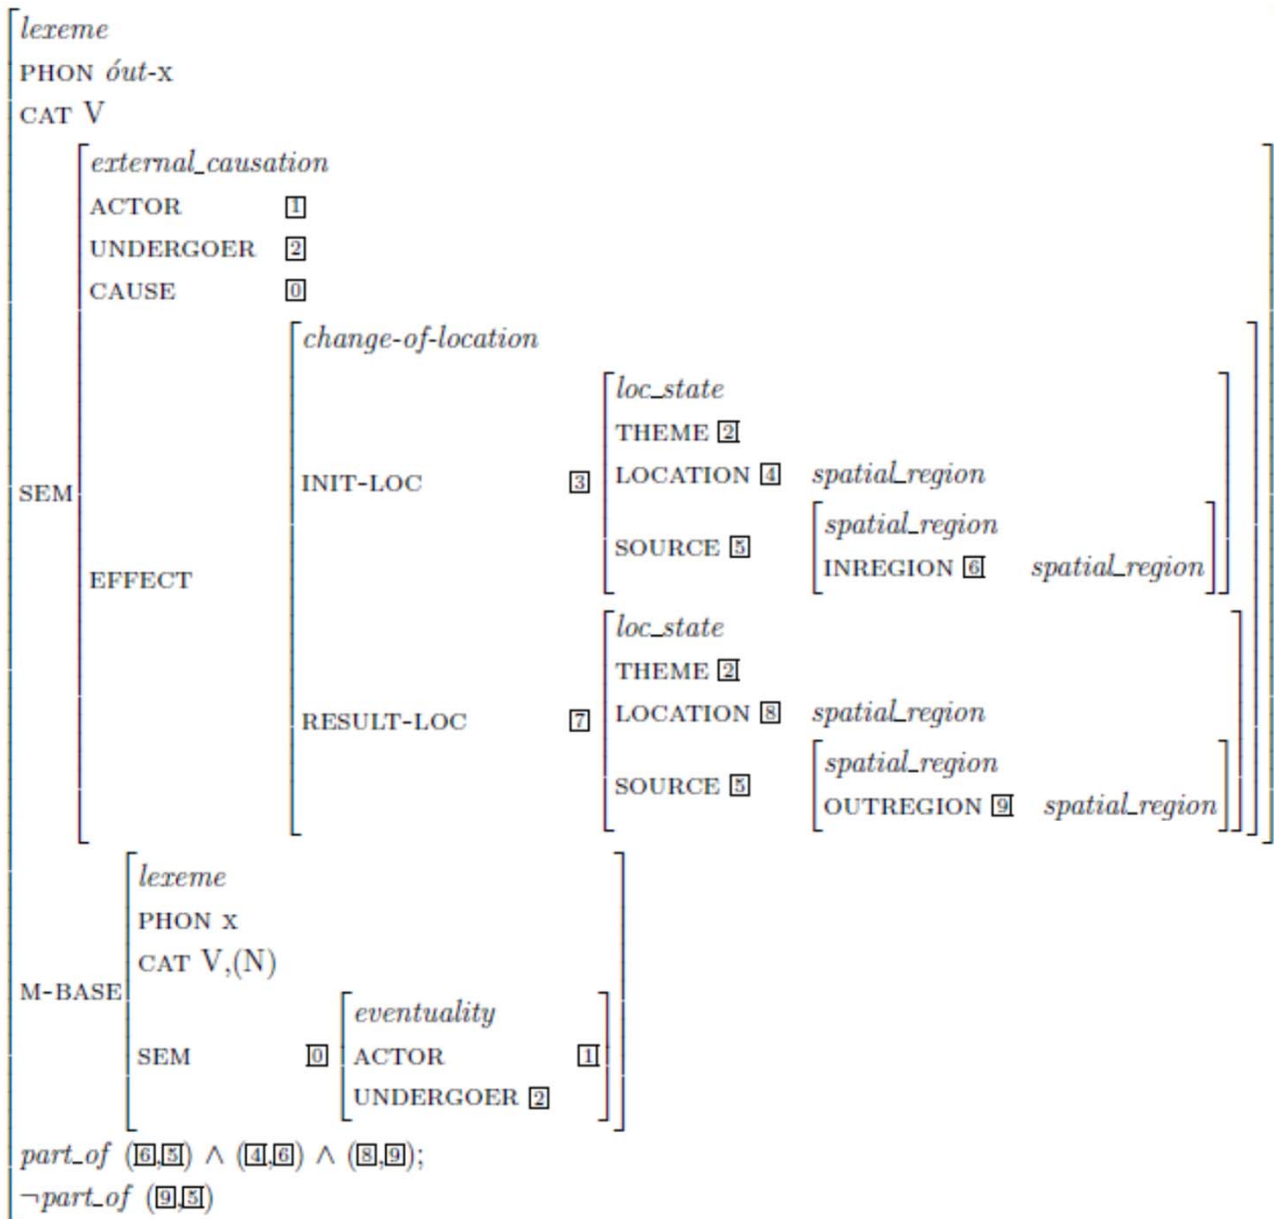 lexeme
PHON óut-x
CAT V
external_causation
ACTOR 1
UNDERGOER 2
CAUSE 0
change-of-location
loc_state
THEME 2
INIT-LOC 3 LOCATION 4 spatial_region
SEM
spatial_region
SOURCE 5
INREGION 6 spatial_region
EFFECT
loc_state
THEME 2
RESULT-LOC 7 LOCATION 8 spatial_region
spatial_region
SOURCE 5
OUTREGION 9 spatial_region
lexeme
PHON x
CAT V,(N)
M-BASE
eventuality
SEM 0 ACTOR 1
UNDERGOER 2
part_of (6,5) ∧ (4,6) ∧ (8,9);
¬part_of (9,5)